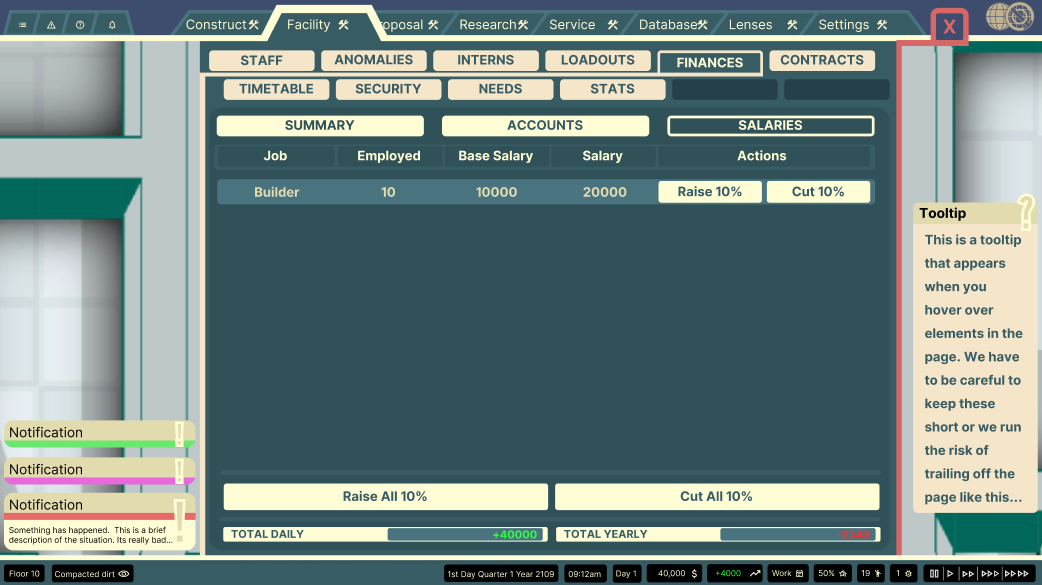 Construct Facility oposal Research Service Database Lenses Settings X
STAFF ANOMALIES INTERNS LOADOUTS FINANCES CONTRACTS
TIMETABLE SECURITY NEEDS STATS
SUMMARY ACCOUNTS SALARIES
Job Employed Base Salary Salary Actions
Builder 10 10000 20000 Raise 10% Cut 10%
Raise All 10% Cut All 10%
TOTAL DAILY +40000 TOTAL YEARLY
Tooltip
This is a tooltip
that appears
when you
hover over
elements in the
page. We have
to be careful to
keep these
short or we run
the risk of
trailing off the
page like this...
Notification
Notification
Notification
Something has happened. This is a brief
description of the situation. Its really bad...
Floor 10 Compacted dirt 1st Day Quarter 1 Year 2109 09:12am Day 1 40,000 $ +4000 Work 50% 19 1